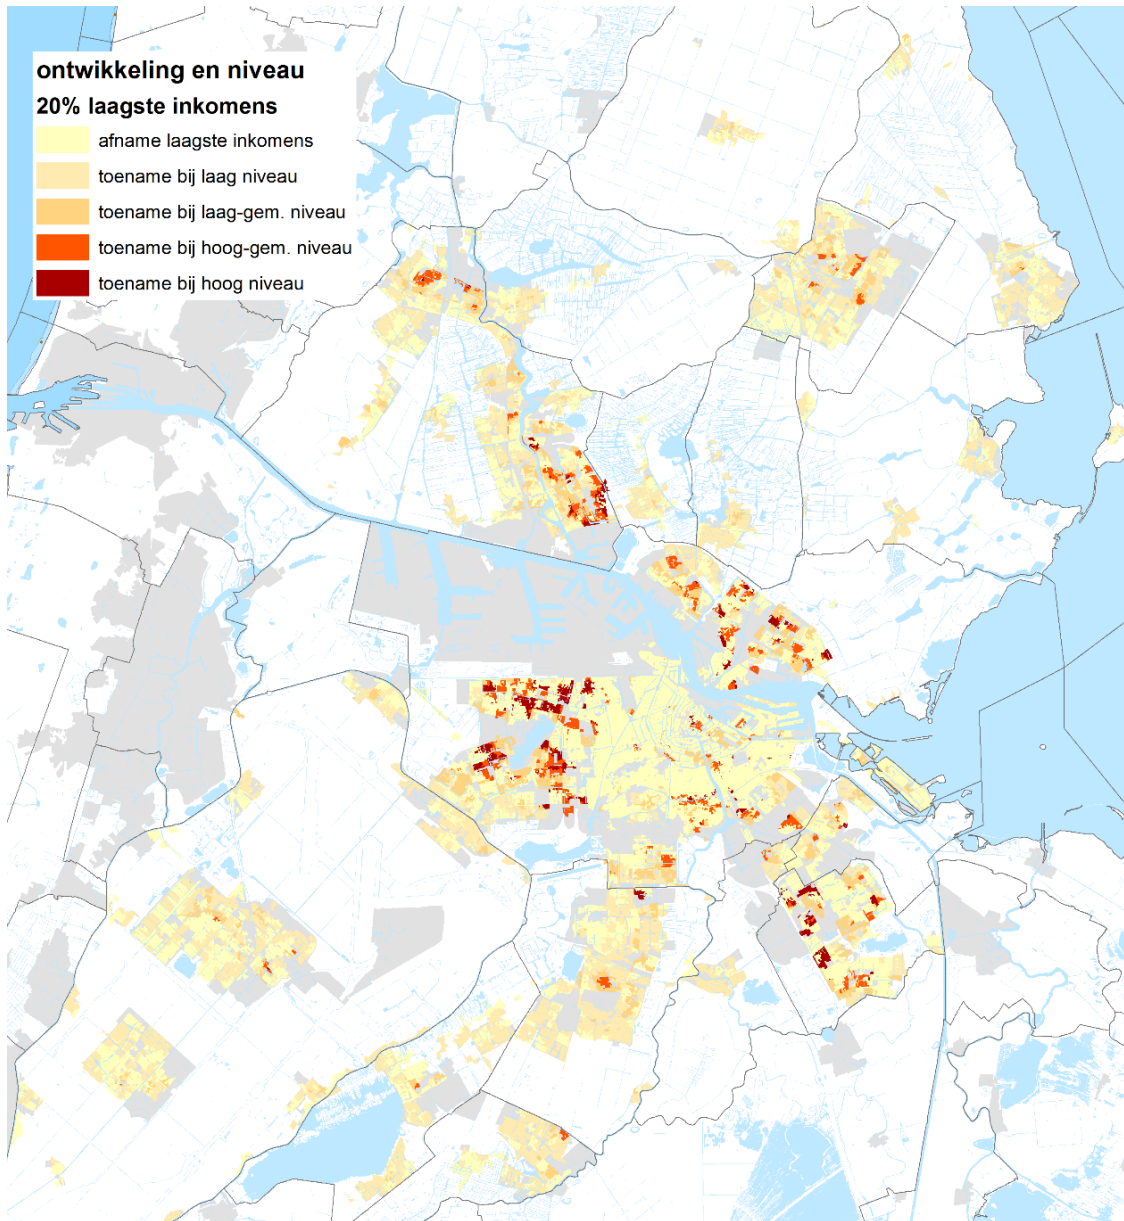 ontwikkeling en niveau
20% laagste inkomens
afname laagste inkomens
toename bij laag niveau
toename bij laag-gem. niveau
toename bij hoog-gem. niveau
toename bij hoog niveau